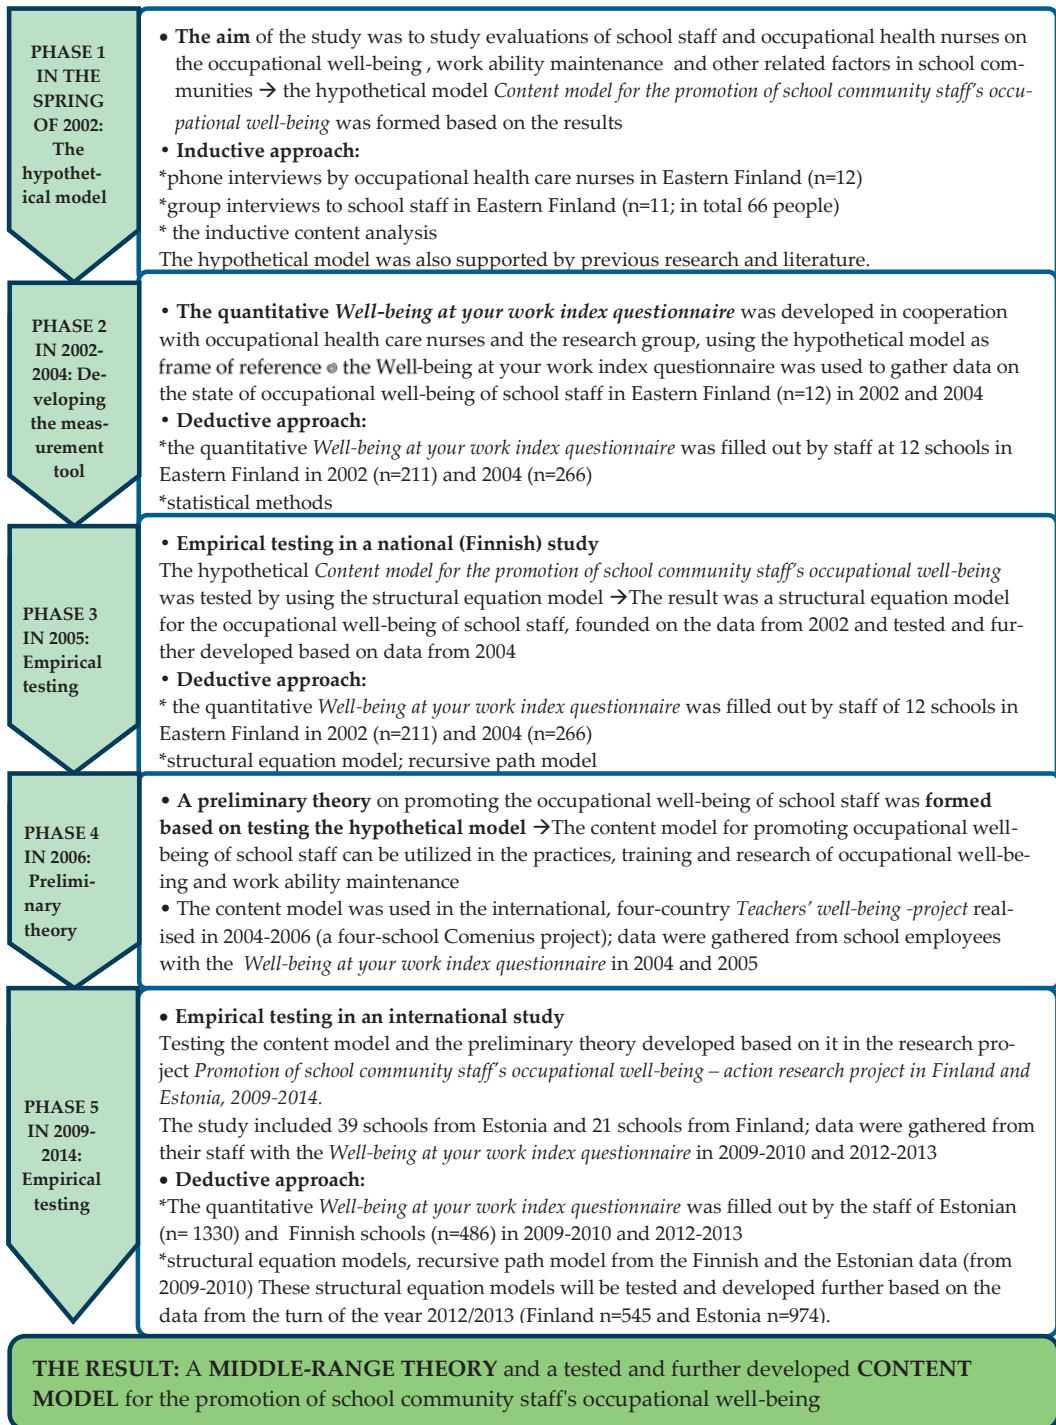 PHASE 1
IN THE
SPRING
OF 2002:
The
hypothet-
ical model
• The aim of the study was to study evaluations of school staff and occupational health nurses on
the occupational well-being , work ability maintenance and other related factors in school com-
munities → the hypothetical model Content model for the promotion of school community staff's occu-
pational well-being was formed based on the results
• Inductive approach:
*phone interviews by occupational health care nurses in Eastern Finland (n=12)
*group interviews to school staff in Eastern Finland (n=11; in total 66 people)
* the inductive content analysis
The hypothetical model was also supported by previous research and literature.
PHASE 2
IN 2002-
2004: De-
veloping
the meas-
urement
tool
• The quantitative Well-being at your work index questionnaire was developed in cooperation
with occupational health care nurses and the research group, using the hypothetical model as
frame of reference the Well-being at your work index questionnaire was used to gather data on
the state of occupational well-being of school staff in Eastern Finland (n=12) in 2002 and 2004
• Deductive approach:
*the quantitative Well-being at your work index questionnaire was filled out by staff at 12 schools in
Eastern Finland in 2002 (n=211) and 2004 (n=266)
*statistical methods
PHASE 3
IN 2005:
Empirical
testing
• Empirical testing in a national (Finnish) study
The hypothetical Content model for the promotion of school community staff's occupational well-being
was tested by using the structural equation model →The result was a structural equation model
for the occupational well-being of school staff, founded on the data from 2002 and tested and fur-
ther developed based on data from 2004
• Deductive approach:
* the quantitative Well-being at your work index questionnaire was filled out by staff of 12 schools in
Eastern Finland in 2002 (n=211) and 2004 (n=266)
*structural equation model; recursive path model
PHASE 4
IN 2006:
Prelimi-
nary
theory
• A preliminary theory on promoting the occupational well-being of school staff was formed
based on testing the hypothetical model →The content model for promoting occupational well-
being of school staff can be utilized in the practices, training and research of occupational well-be-
ing and work ability maintenance
• The content model was used in the international, four-country Teachers' well-being -project real-
ised in 2004-2006 (a four-school Comenius project); data were gathered from school employees
with the Well-being at your work index questionnaire in 2004 and 2005
PHASE 5
IN 2009-
2014:
Empirical
testing
• Empirical testing in an international study
Testing the content model and the preliminary theory developed based on it in the research pro-
ject Promotion of school community staff's occupational well-being – action research project in Finland and
Estonia, 2009-2014.
The study included 39 schools from Estonia and 21 schools from Finland; data were gathered from
their staff with the Well-being at your work index questionnaire in 2009-2010 and 2012-2013
• Deductive approach:
*The quantitative Well-being at your work index questionnaire was filled out by the staff of Estonian
(n= 1330) and Finnish schools (n=486) in 2009-2010 and 2012-2013
*structural equation models, recursive path model from the Finnish and the Estonian data (from
2009-2010) These structural equation models will be tested and developed further based on the
data from the turn of the year 2012/2013 (Finland n=545 and Estonia n=974).
THE RESULT: A MIDDLE-RANGE THEORY and a tested and further developed CONTENT
MODEL for the promotion of school community staff's occupational well-being